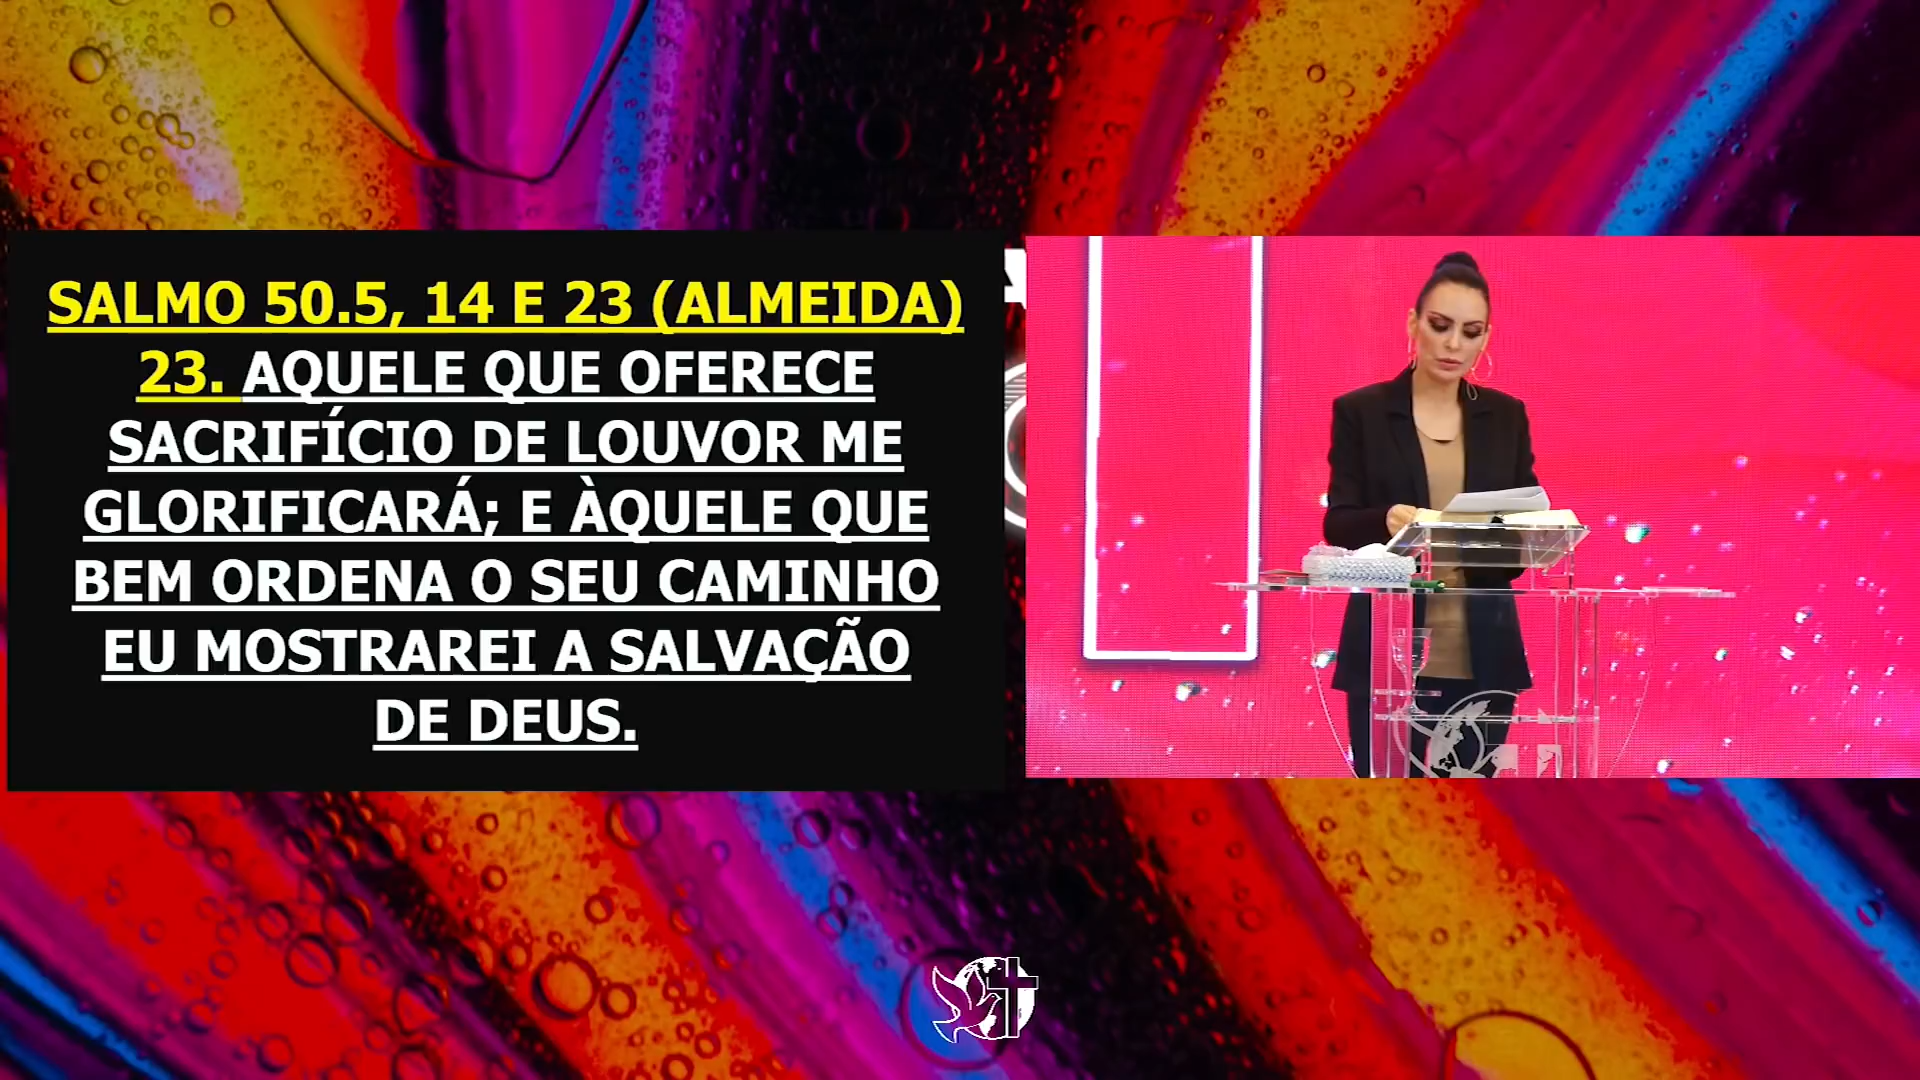 SALMO 50.5, 14 E 23 (ALMEIDA)
23. AQUELE QUE OFERECE
SACRIFÍCIO DE LOUVOR ME
GLORIFICARÁ; E ÀQUELE QUE
BEM ORDENA O SEU CAMINHO
EU MOSTRAREI A SALVAÇÃO
DE DEUS.